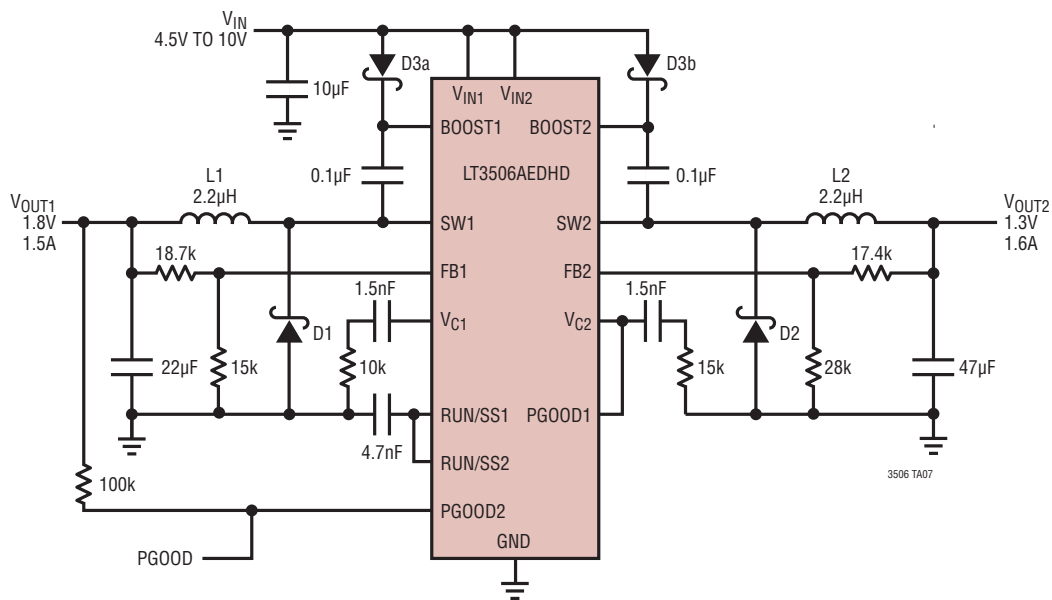 VIN
4.5V TO 10V
D3a
D3b
10µF
VIN1
VIN2
BOOST1
BOOST2
LT3506AEDHD
0.1µF
0.1µF
L1
2.2µH
L2
2.2µH
VOUT1
1.8V
1.5A
SW1
SW2
VOUT2
1.3V
1.6A
18.7k
17.4k
FB1
FB2
1.5nF
1.5nF
VC1
VC2
D1
D2
22µF
15k
10k
15k
28k
47µF
RUN/SS1
PGOOD1
4.7nF
RUN/SS2
3506 TA07
100k
PGOOD2
GND
PGOOD